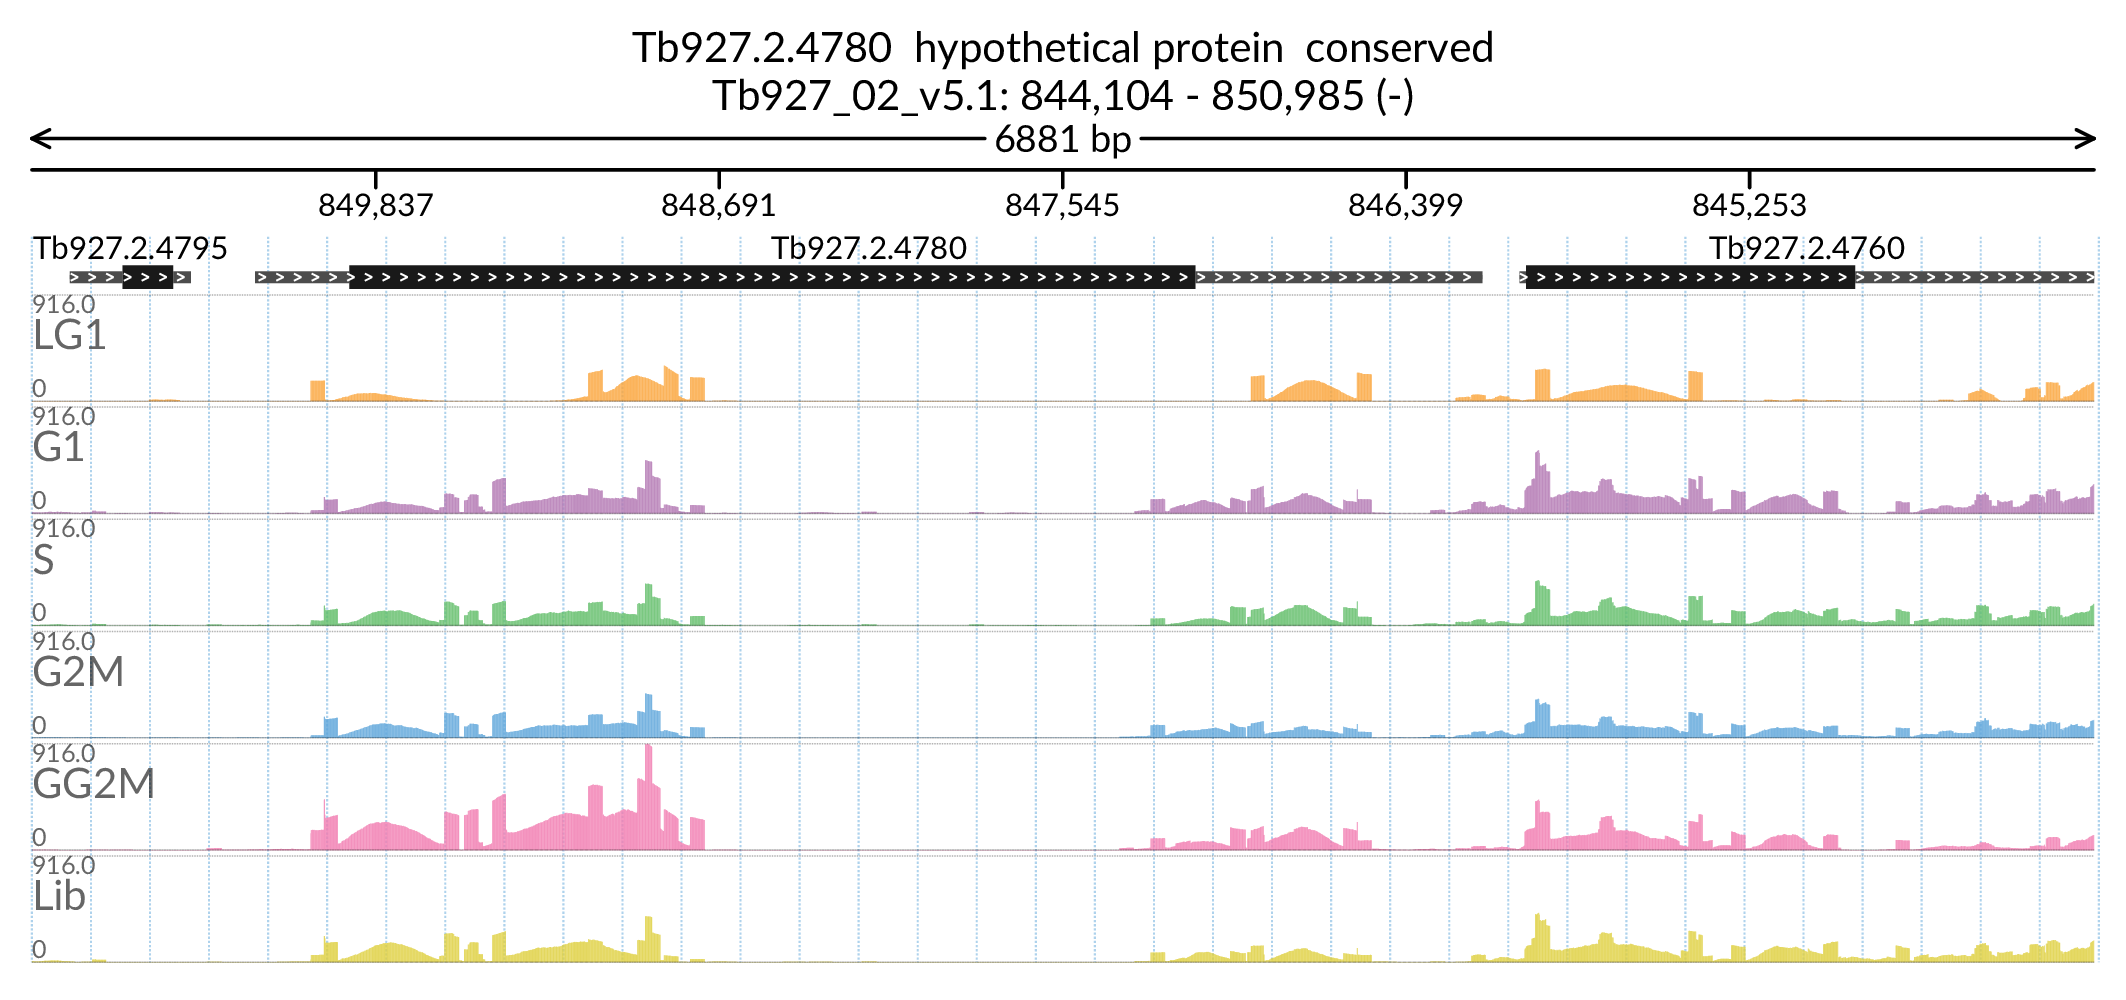 Tb927.2.4780  hypothetical protein  conserved
Tb927_02_v5.1: 844,104 - 850,985 (-)
6881 bp
849,837 848,691 847,545 846,399 845,253
Tb927.2.4795 Tb927.2.4780 Tb927.2.4760
916.0
LG1
0
916.0
G1
0
916.0
S
0
916.0
G2M
0
916.0
GG2M
0
916.0
Lib
0